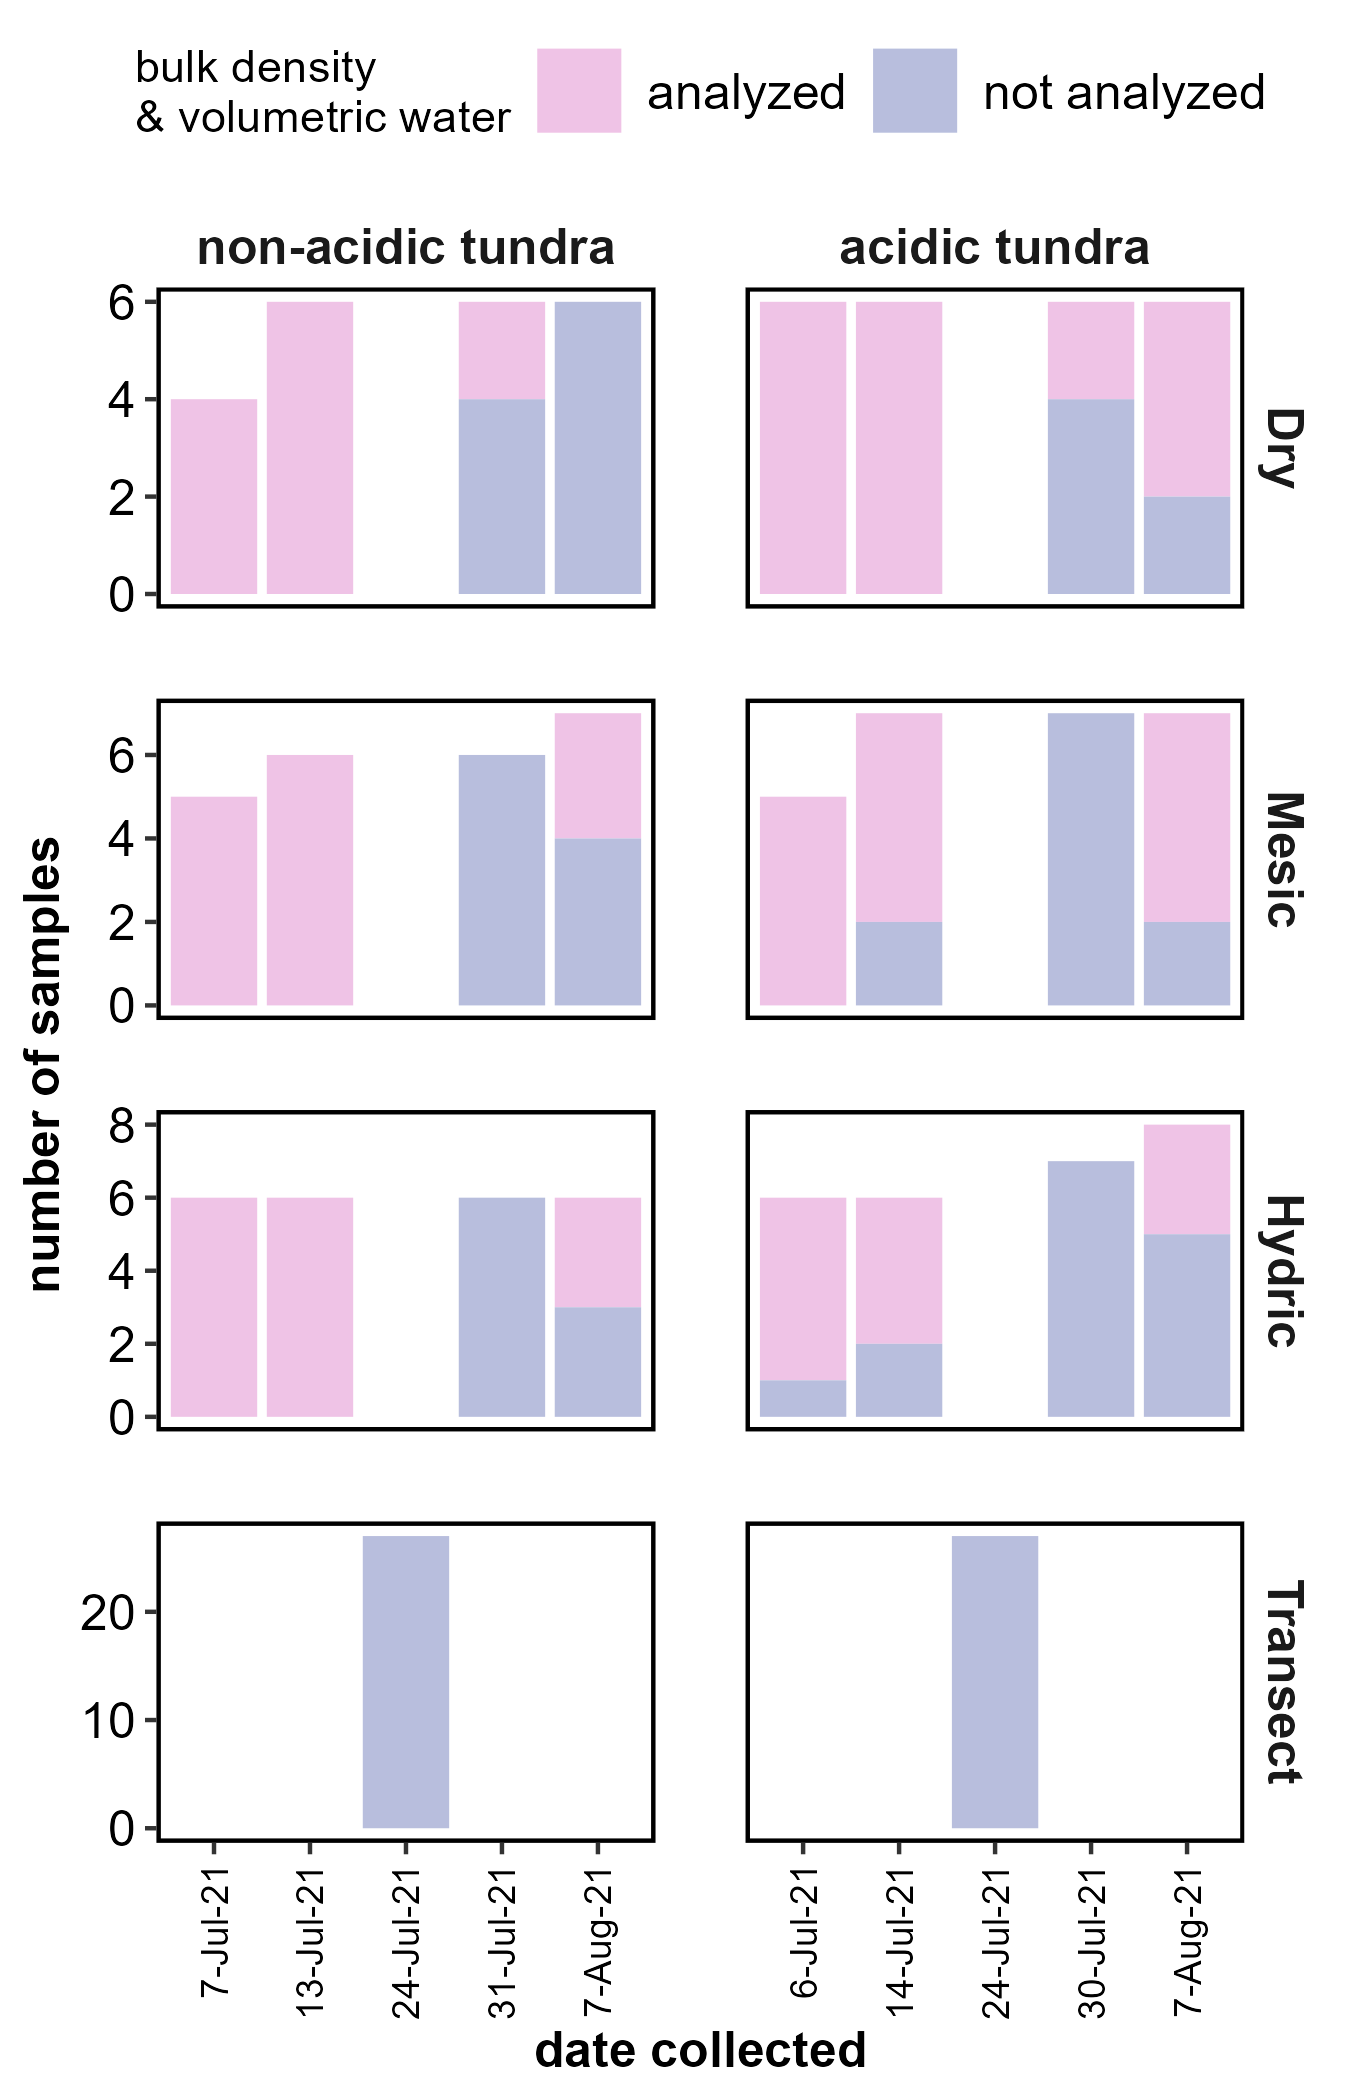 bulk density
& volumetric water
analyzed
not analyzed
non-acidic tundra
acidic tundra
6
4
2
0
Dry
6
4
2
0
Mesic
8
6
4
2
0
Hydric
20
10
0
Transect
number of samples
7-Jul-21
13-Jul-21
24-Jul-21
31-Jul-21
7-Aug-21
6-Jul-21
14-Jul-21
24-Jul-21
30-Jul-21
7-Aug-21
date collected